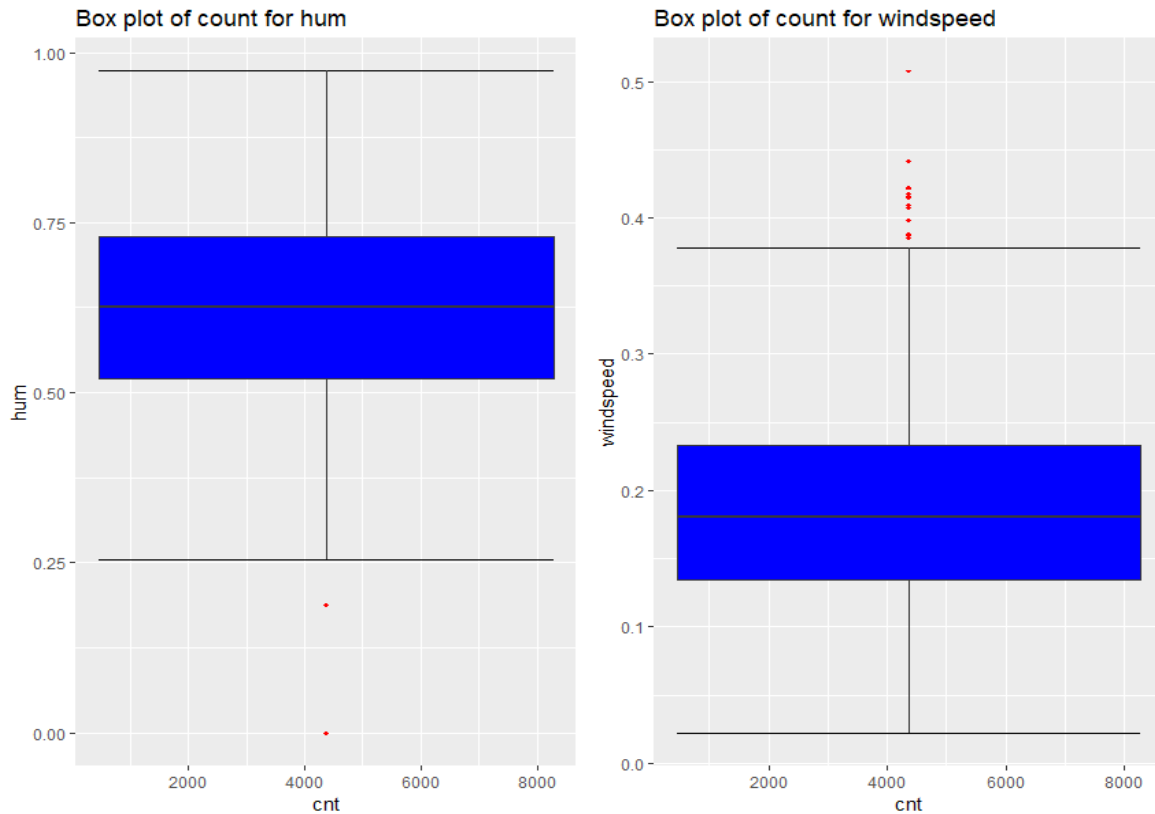 Box plot of count for hum
1.00
0.75
0.50
0.25
0.00
hum
2000 4000 6000 8000
cnt
Box plot of count for windspeed
0.5
0.4
0.3
0.2
0.1
0.0
windspeed
2000 4000 6000 8000
cnt